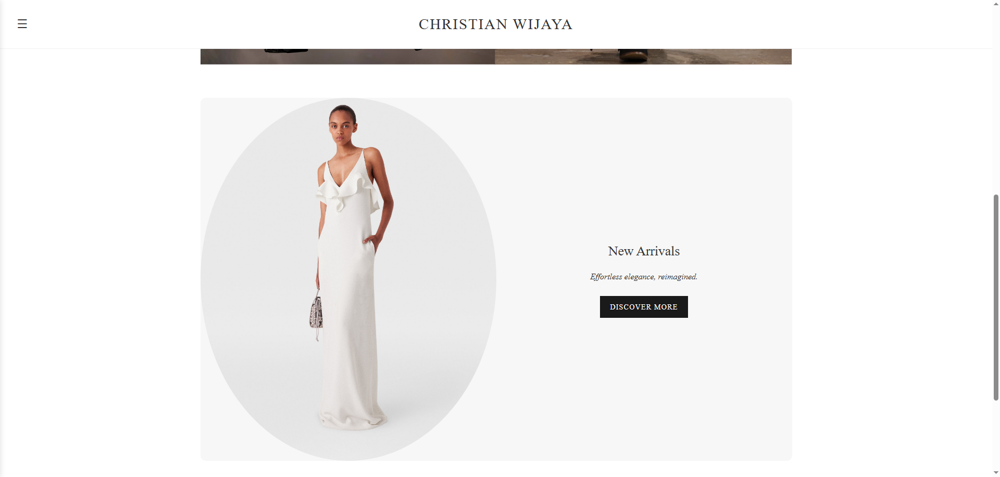 CHRISTIAN WIJAYA
New Arrivals
Effortless elegance, reimagined.
DISCOVER MORE